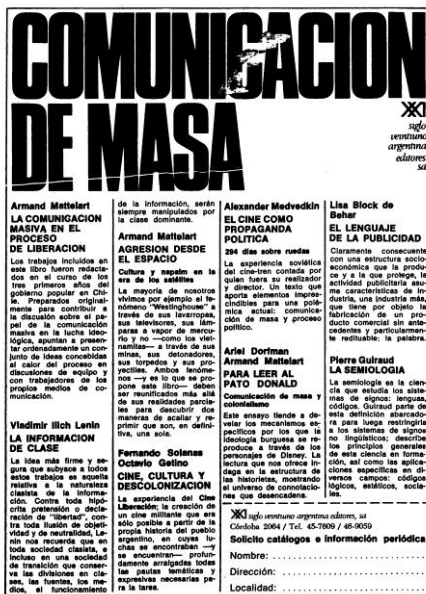 COMUNICACION
DE MASA
siglo
veintiuno
argentina
editores
sa
Armand Mattelart
LA COMUNICACION
MASIVA EN EL
PROCESO
DE LIBERACION
Los trabajos incluidos en
este libro fueron redacta-
dos en el curso de los
tres primeros años del
gobierno popular en Chi-
le. Preparados original-
mente para contribuir a
la discusión sobre el pa-
pel de la comunicación
masiva en la lucha ideo-
lógica, apuntan a presen-
tar ordenadamente un con-
junto de ideas concebidas
al calor del proceso en
discusiones de equipo y
con trabajadores de los
propios medios de co-
municación.
Vladimir Ilich Lenin
LA INFORMACION
DE CLASE
La idea más firme y se-
gura que subyace a todos
estos trabajos es aquella
relativa a la naturaleza
clasista de la informa-
ción. Contra toda hipó-
crita pretensión o decla-
ración de "libertad", con-
tra toda ilusión de objeti-
vidad y de neutralidad, Le-
nin nos recuerda que en
toda sociedad clasista, e
incluso en una sociedad
de transición que conser-
va las divisiones en cla-
ses, las fuentes, los me-
dios, el funcionamiento
de la información, serán
siempre manipulados por
la clase dominante.
Armand Mattelart
AGRESION DESDE
EL ESPACIO
Cultura y napalm en la
era de los satélites
La mayoría de nosotros
vivimos por ejemplo el fe-
nómeno "Westinghouse" a
través de sus lavarropas,
sus televisores, sus lám-
paras a vapor de mercu-
rio y no —como los viet-
namitas— a través de sus
minas, sus detonadores,
sus torpedos y sus pro-
yectiles. Ambos fenóme-
nos —y es lo que se pro-
pone este libro— deben
ser reunificados más allá
de sus realidades parcia-
les para descubrir dos
maneras de acallar y re-
primir que son, en defini-
tiva, una sola.
Fernando Solanas
Octavio Getino
CINE, CULTURA Y
DESCOLONIZACION
La experiencia del Cine
Liberación; la creación de
un cine militante que era
sólo posible a partir de la
propia historia del pueblo
argentino, en cuyas lu-
chas se encontraban —y
se encuentran— profun-
damente arraigadas todas
las pautas temáticas y
expresivas necesarias pa-
ra la tarea.
Alexander Medvedkin
EL CINE COMO
PROPAGANDA
POLITICA
294 días sobre ruedas
La experiencia soviética
del cine-tren contada por
quien fuera su realizador
y director. Un texto que
aporta elementos impres-
cindibles para una polé-
mica actual: comunica-
ción de masa y proceso
político.
Ariel Dorfman
Armand Mattelart
PARA LEER AL
PATO DONALD
Comunicación de masa y
colonialismo
Este ensayo tiende a de-
velar los mecanismos es-
pecíficos por los que la
ideología burguesa se re-
produce a través de los
personajes de Disney. La
lectura que nos ofrece in-
daga en la estructura de
las historietas, mostrando
el universo de connotacio-
nes que desencadena.
Lisa Block de
Behar
EL LENGUAJE
DE LA PUBLICIDAD
Claramente consecuente
con una estructura socio-
económica que la produ-
ce y a la que protege, la
actividad publicitaria asu-
me características de in-
dustria, una industria más,
que tiene por objeto la
fabricación de un pro-
ducto comercial sin ante-
cedentes y particularmen-
te redituable: la palabra.
Pierre Guiraud
LA SEMIOLOGIA
La semiología es la cien-
cia que estudia los siste-
mas de signos: lenguas,
códigos. Guiraud parte de
esta definición abarcado-
ra para luego restringirla
a los sistemas de signos
no lingüísticos; describe
los principios generales
de esta ciencia en forma-
ción, así como las aplica-
ciones específicas en di-
versos campos: códigos
lógicos, estéticos, socia-
les.
siglo veintiuno argentina editores, sa
Córdoba 2064 / Tel. 45-7609 / 46-9059
Solicito catálogos e información periódica
Nombre:
Dirección:
Localidad: